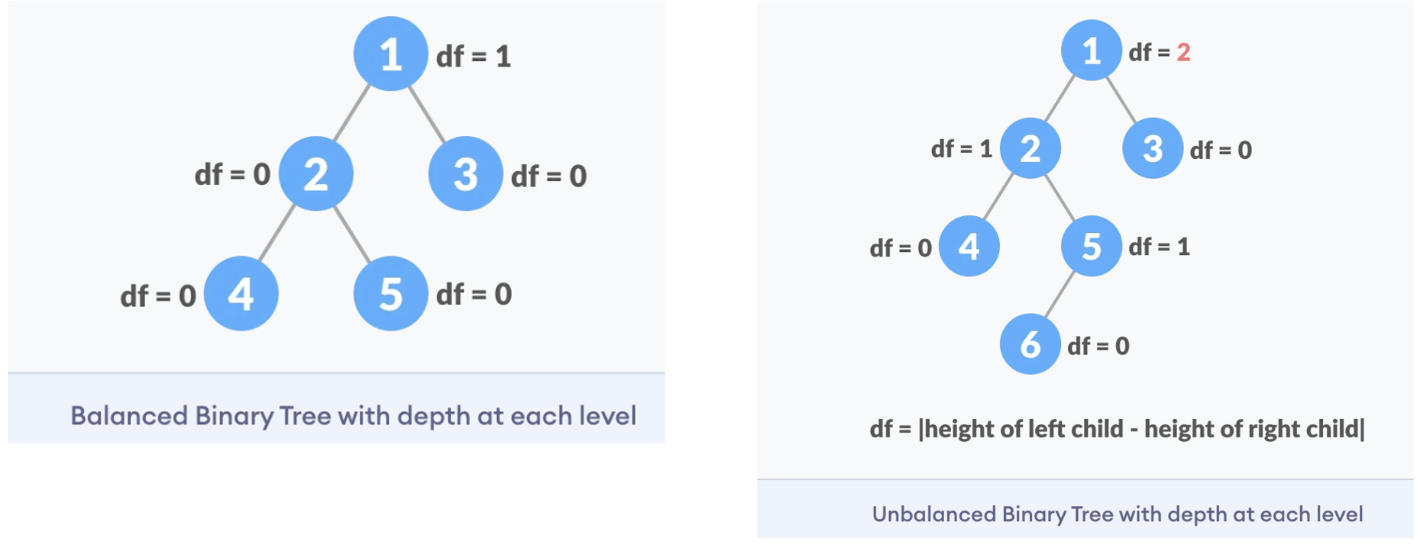 1 df = 1
df = 0 2 3 df = 0
df = 0 4 5 df = 0
Balanced Binary Tree with depth at each level
1 df = 2
df = 1 2 3 df = 0
df = 0 4 5 df = 1
6 df = 0
df = |height of left child - height of right child|
Unbalanced Binary Tree with depth at each level